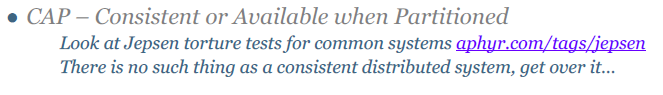 ● CAP – Consistent or Available when Partitioned
Look at Jepsen torture tests for common systems aphyr.com/tags/jepsen
There is no such thing as a consistent distributed system, get over it...